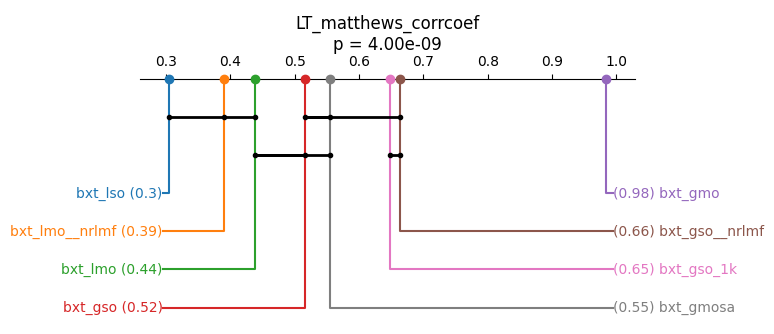 LT_matthews_corrcoef
p = 4.00e-09
0.3 0.4 0.5 0.6 0.7 0.8 0.9 1.0
bxt_lso (0.3) (0.98) bxt_gmo
bxt_lmo__nrlmf (0.39) (0.66) bxt_gso__nrlmf
bxt_lmo (0.44) (0.65) bxt_gso_1k
bxt_gso (0.52) (0.55) bxt_gmosa